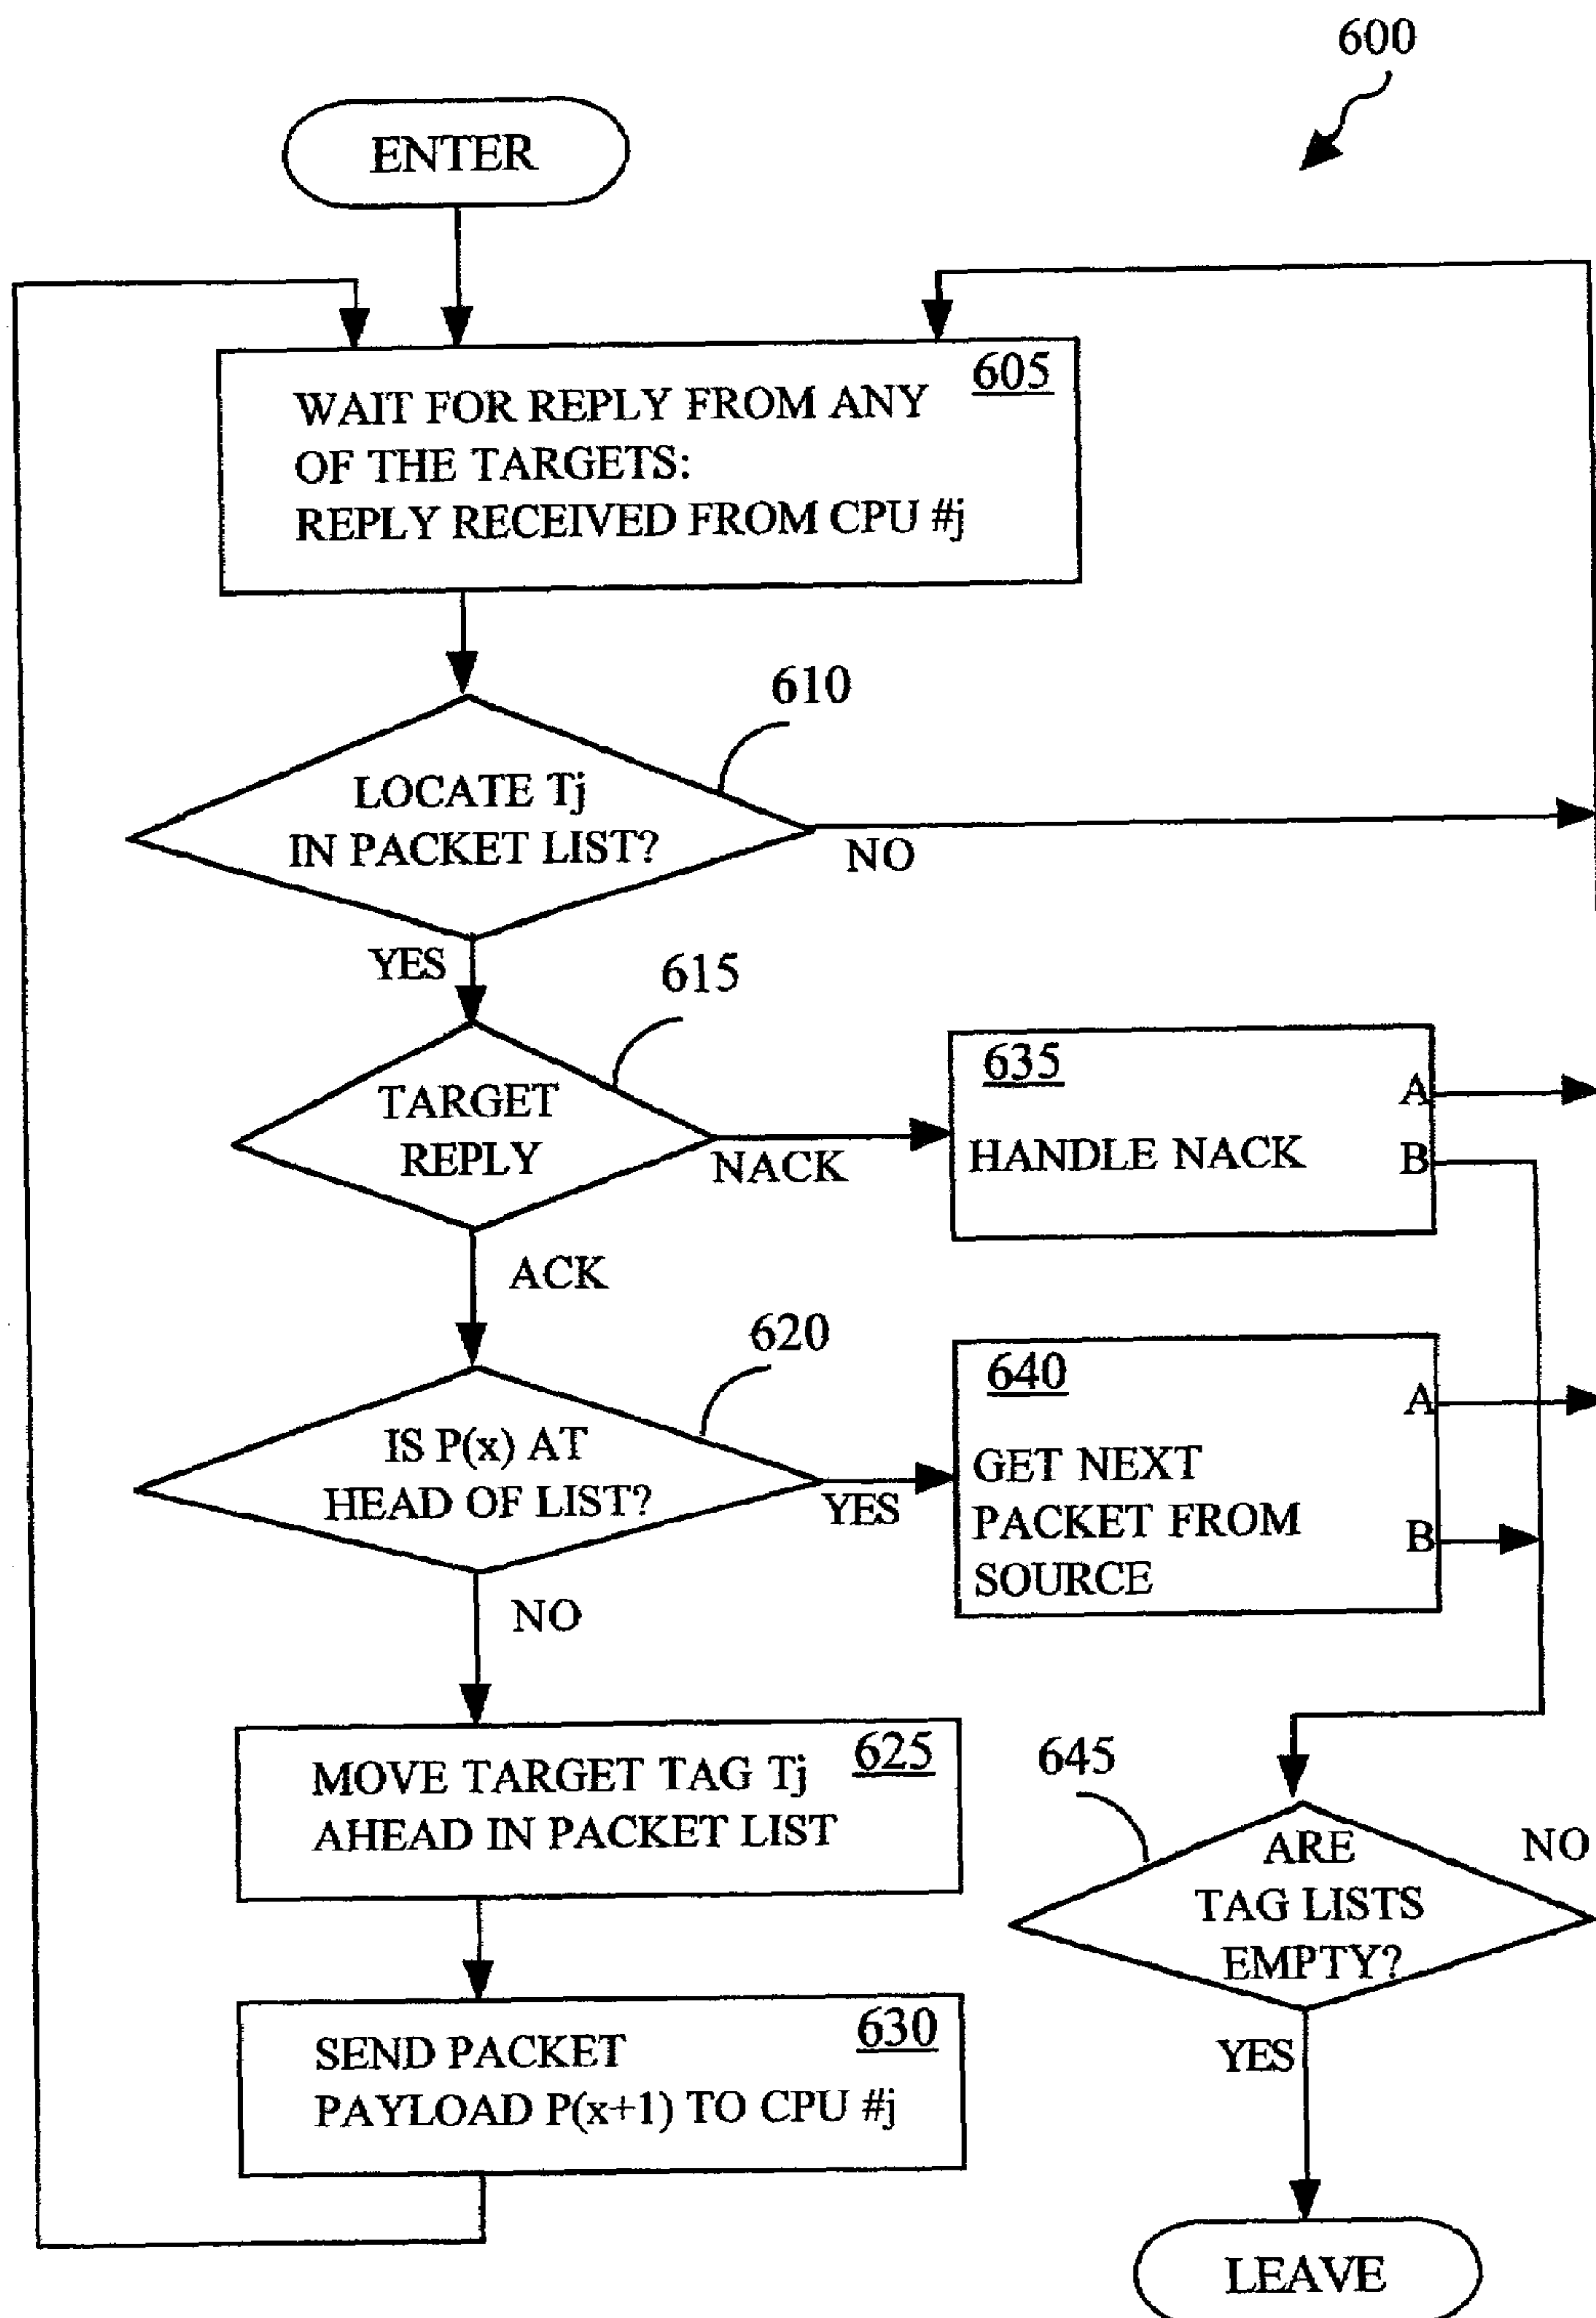 600
ENTER
605
WAIT FOR REPLY FROM ANY
OF THE TARGETS:
REPLY RECEIVED FROM CPU #j
610
LOCATE Tj
IN PACKET LIST?
NO
YES
615
TARGET
REPLY
NACK
635
HANDLE NACK
A
B
ACK
620
IS P(x) AT
HEAD OF LIST?
YES
640
GET NEXT
PACKET FROM
SOURCE
A
B
NO
625
MOVE TARGET TAG Tj
AHEAD IN PACKET LIST
645
ARE
TAG LISTS
EMPTY?
NO
YES
630
SEND PACKET
PAYLOAD P(x+1) TO CPU #j
LEAVE